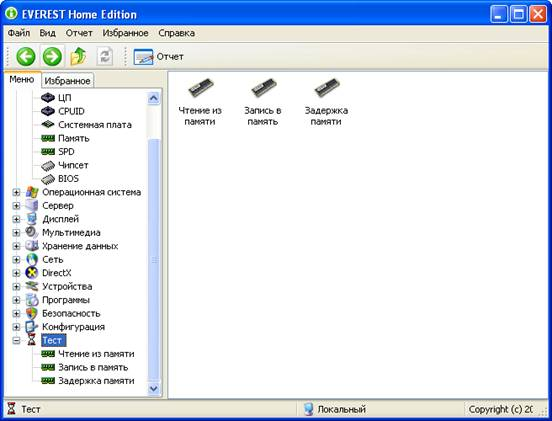 EVEREST Home Edition
Файл Вид Отчет Избранное Справка
Отчет
Меню Избранное
ЦП
CPUID
Системная плата
Память
SPD
Чипсет
BIOS
Операционная система
Сервер
Дисплей
Мультимедиа
Хранение данных
Сеть
DirectX
Устройства
Программы
Безопасность
Конфигурация
Тест
Чтение из памяти
Запись в память
Задержка памяти
Чтение из
памяти
Запись в
память
Задержка
памяти
Тест
Локальный
Copyright (c) 20